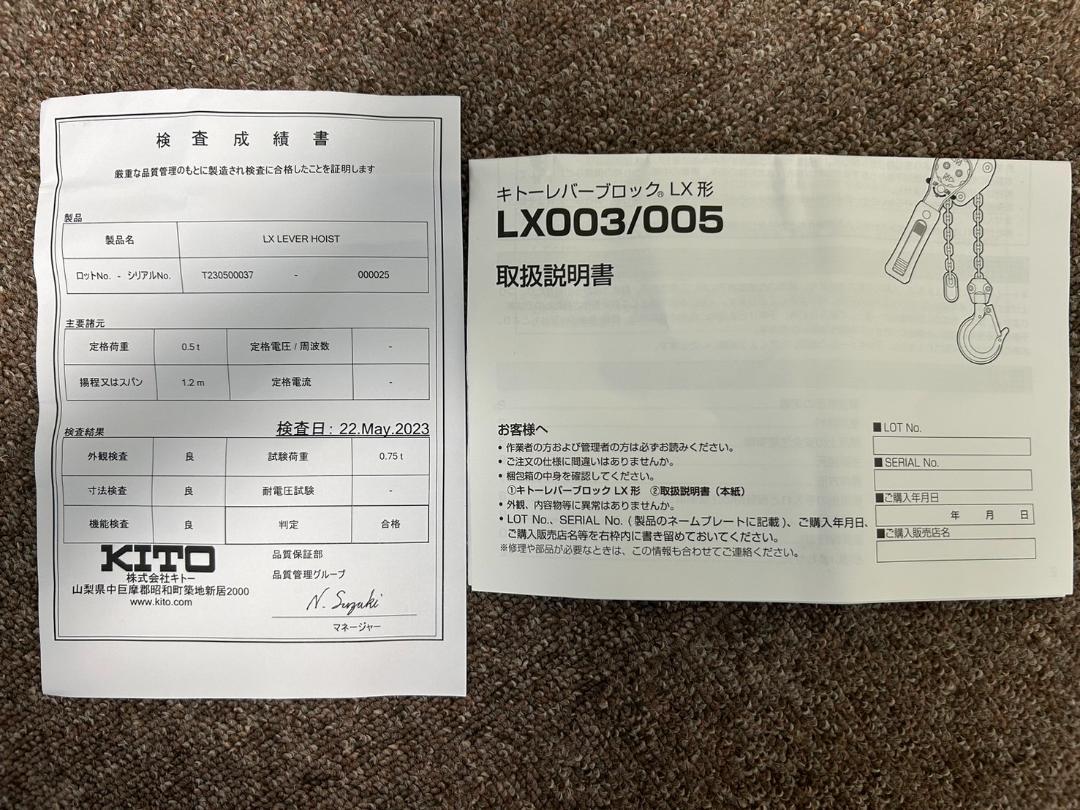 検査成績書
厳重な品質管理のもとに製造され検査に合格したことを証明します
製品
製品名 LX LEVER HOIST
ロットNo. - シリアルNo. T230500037 - 000025
主要諸元
定格荷重 0.5 t 定格電圧 / 周波数 -
揚程又はスパン 1.2 m 定格電流 -
検査結果 検査日: 22.May.2023
外観検査 良 試験荷重 0.75 t
寸法検査 良 耐電圧試験 -
機能検査 良 判定 合格
KITO
株式会社キトー
山梨県中巨摩郡昭和町築地新居2000
www.kito.com
品質保証部
品質管理グループ
N. Suzuki
マネージャー
キトーレバーブロック® LX 形
LX003/005
取扱説明書
お客様へ
• 作業者の方および管理者の方は必ずお読みください。
• ご注文の仕様に間違いはありませんか。
• 梱包箱の中身を確認してください。
①キトーレバーブロック LX 形 ②取扱説明書（本紙）
• 外観、内容物等に異常はありませんか。
• LOT No.、SERIAL No.（製品のネームプレートに記載）、ご購入年月日、
ご購入販売店名等を右枠内に書き留めておいてください。
※修理や部品が必要なときは、この情報も合わせてご連絡ください。
■ LOT No.
■ SERIAL No.
■ご購入年月日
年 月 日
■ご購入販売店名